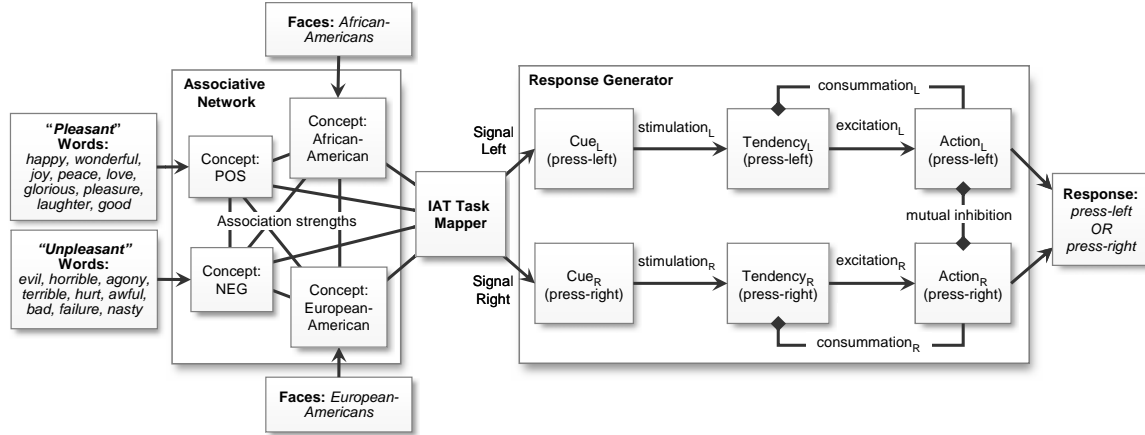 Faces: African-
Americans
Associative
Network
Response Generator
"Pleasant"
Words:
happy, wonderful,
joy, peace, love,
glorious, pleasure,
laughter, good
Concept:
POS
Concept:
African-
American
Association strengths
"Unpleasant"
Words:
evil, horrible, agony,
terrible, hurt, awful,
bad, failure, nasty
Concept:
NEG
Concept:
European-
American
Faces: European-
Americans
IAT Task
Mapper
Signal
Left
Signal
Right
CueL
(press-left)
stimulationL
TendencyL
(press-left)
excitationL
ActionL
(press-left)
consummationL
mutual inhibition
CueR
(press-right)
stimulationR
TendencyR
(press-right)
excitationR
ActionR
(press-right)
consummationR
Response:
press-left
OR
press-right